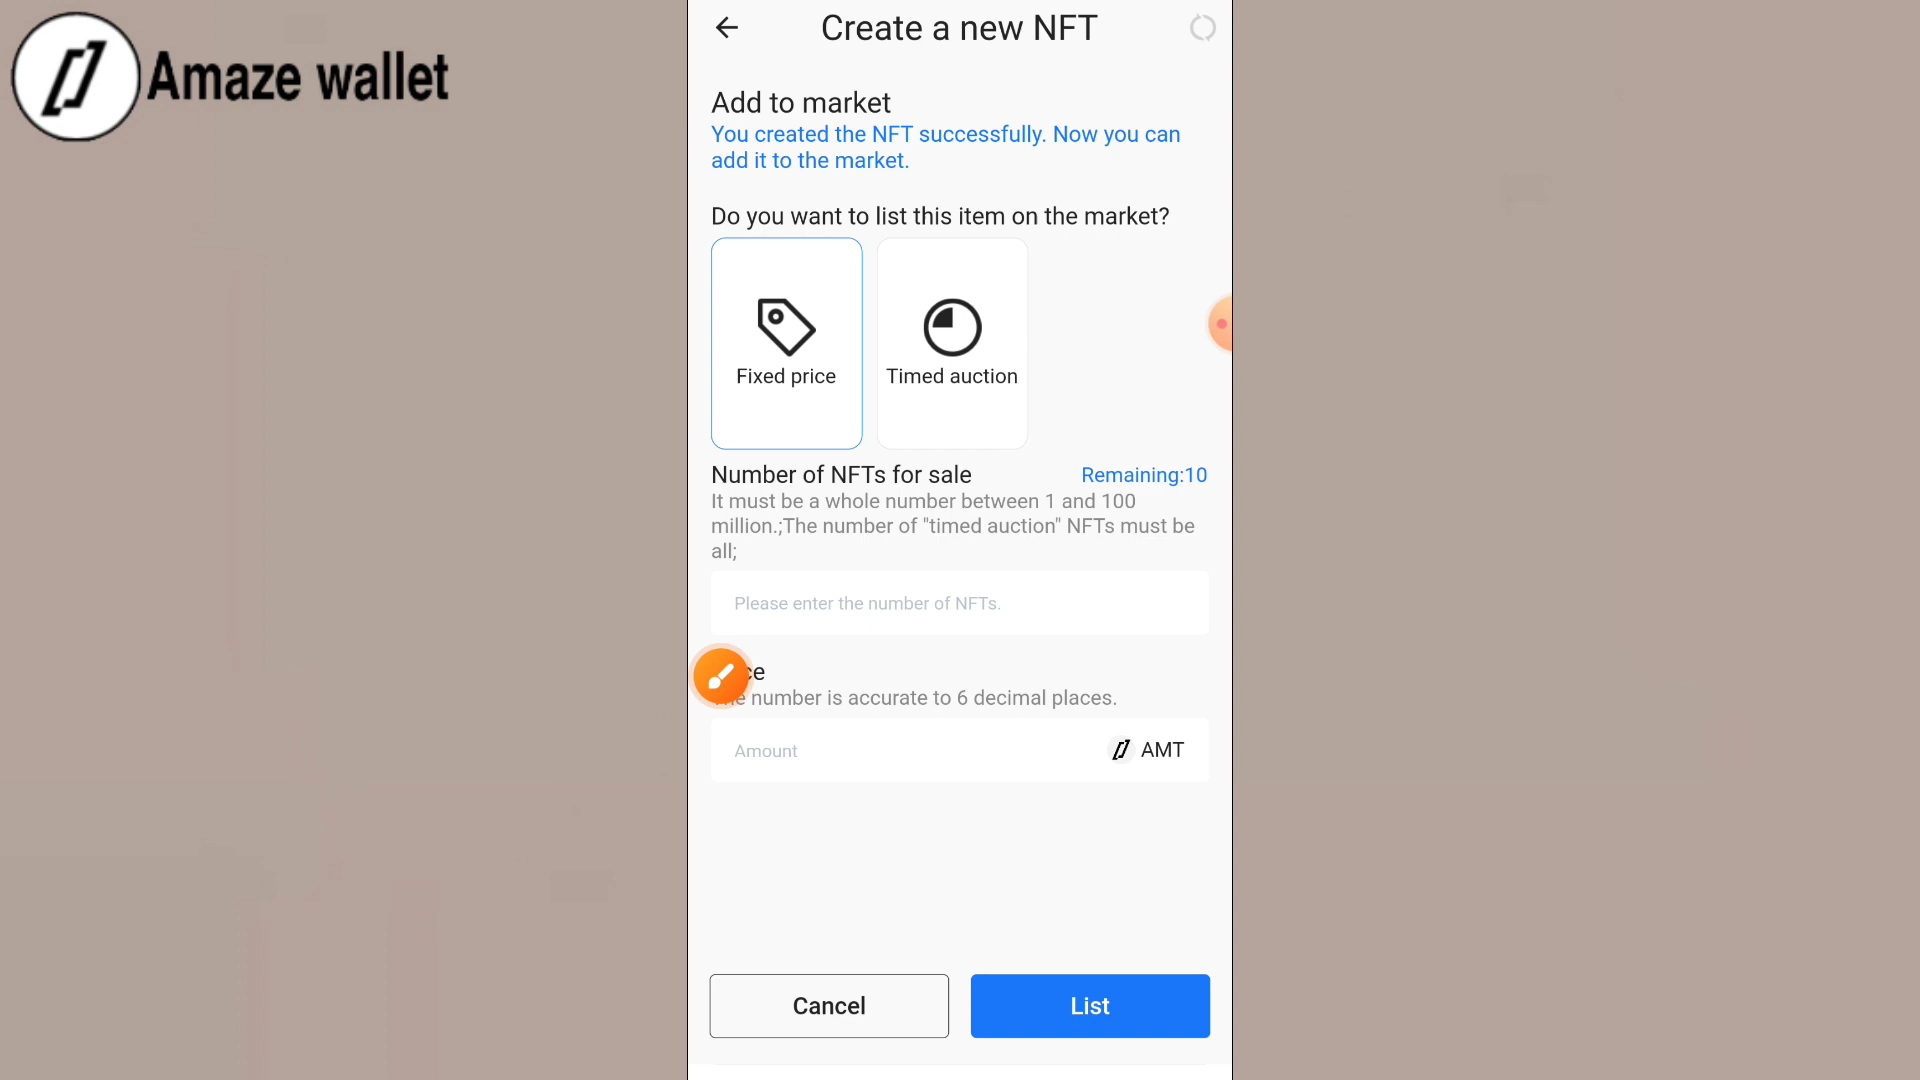 Amaze wallet
Create a new NFT
Add to market
You created the NFT successfully. Now you can
add it to the market.
Do you want to list this item on the market?
Fixed price
Timed auction
Number of NFTs for sale
Remaining:10
It must be a whole number between 1 and 100
million.;The number of "timed auction" NFTs must be
all;
Please enter the number of NFTs.
number is accurate to 6 decimal places.
Amount
AMT
Cancel
List